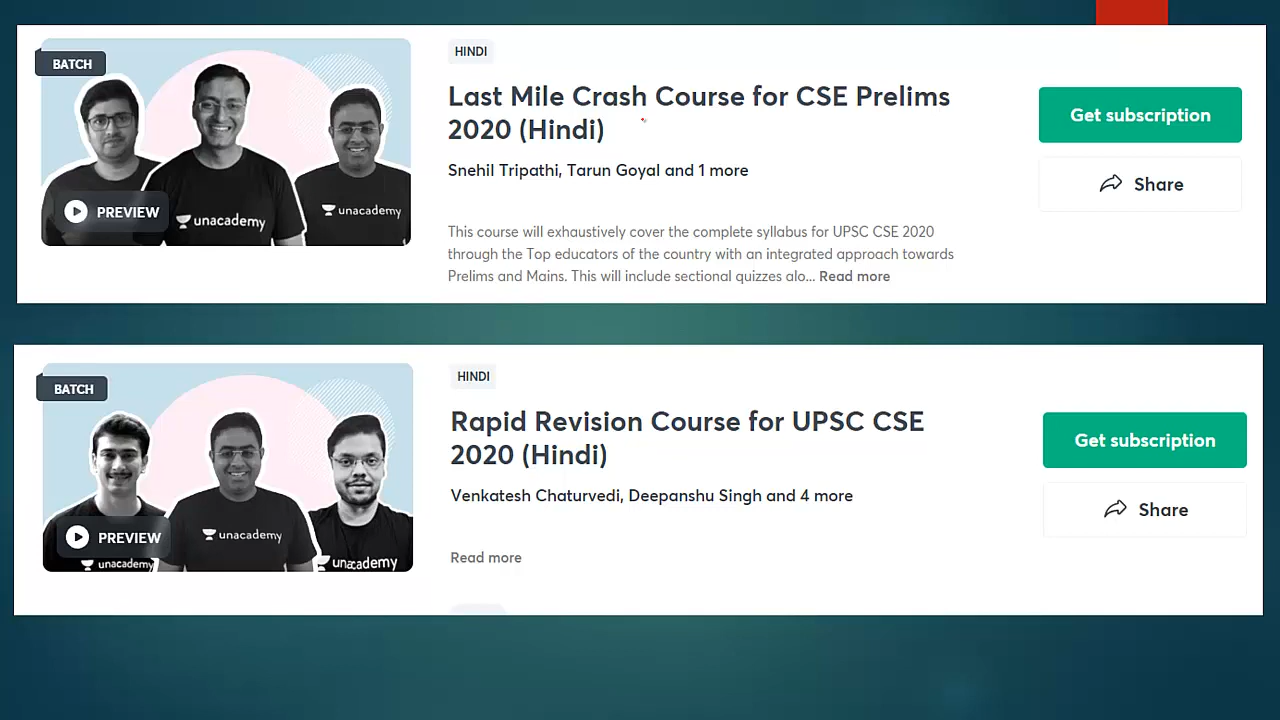 BATCH
PREVIEW
unacademy
unacademy
HINDI
Last Mile Crash Course for CSE Prelims
2020 (Hindi)
Snehil Tripathi, Tarun Goyal and 1 more
This course will exhaustively cover the complete syllabus for UPSC CSE 2020
through the Top educators of the country with an integrated approach towards
Prelims and Mains. This will include sectional quizzes alo... Read more
Get subscription
Share
BATCH
PREVIEW
unacademy
unacademy
unacademy
HINDI
Rapid Revision Course for UPSC CSE
2020 (Hindi)
Venkatesh Chaturvedi, Deepanshu Singh and 4 more
Read more
Get subscription
Share